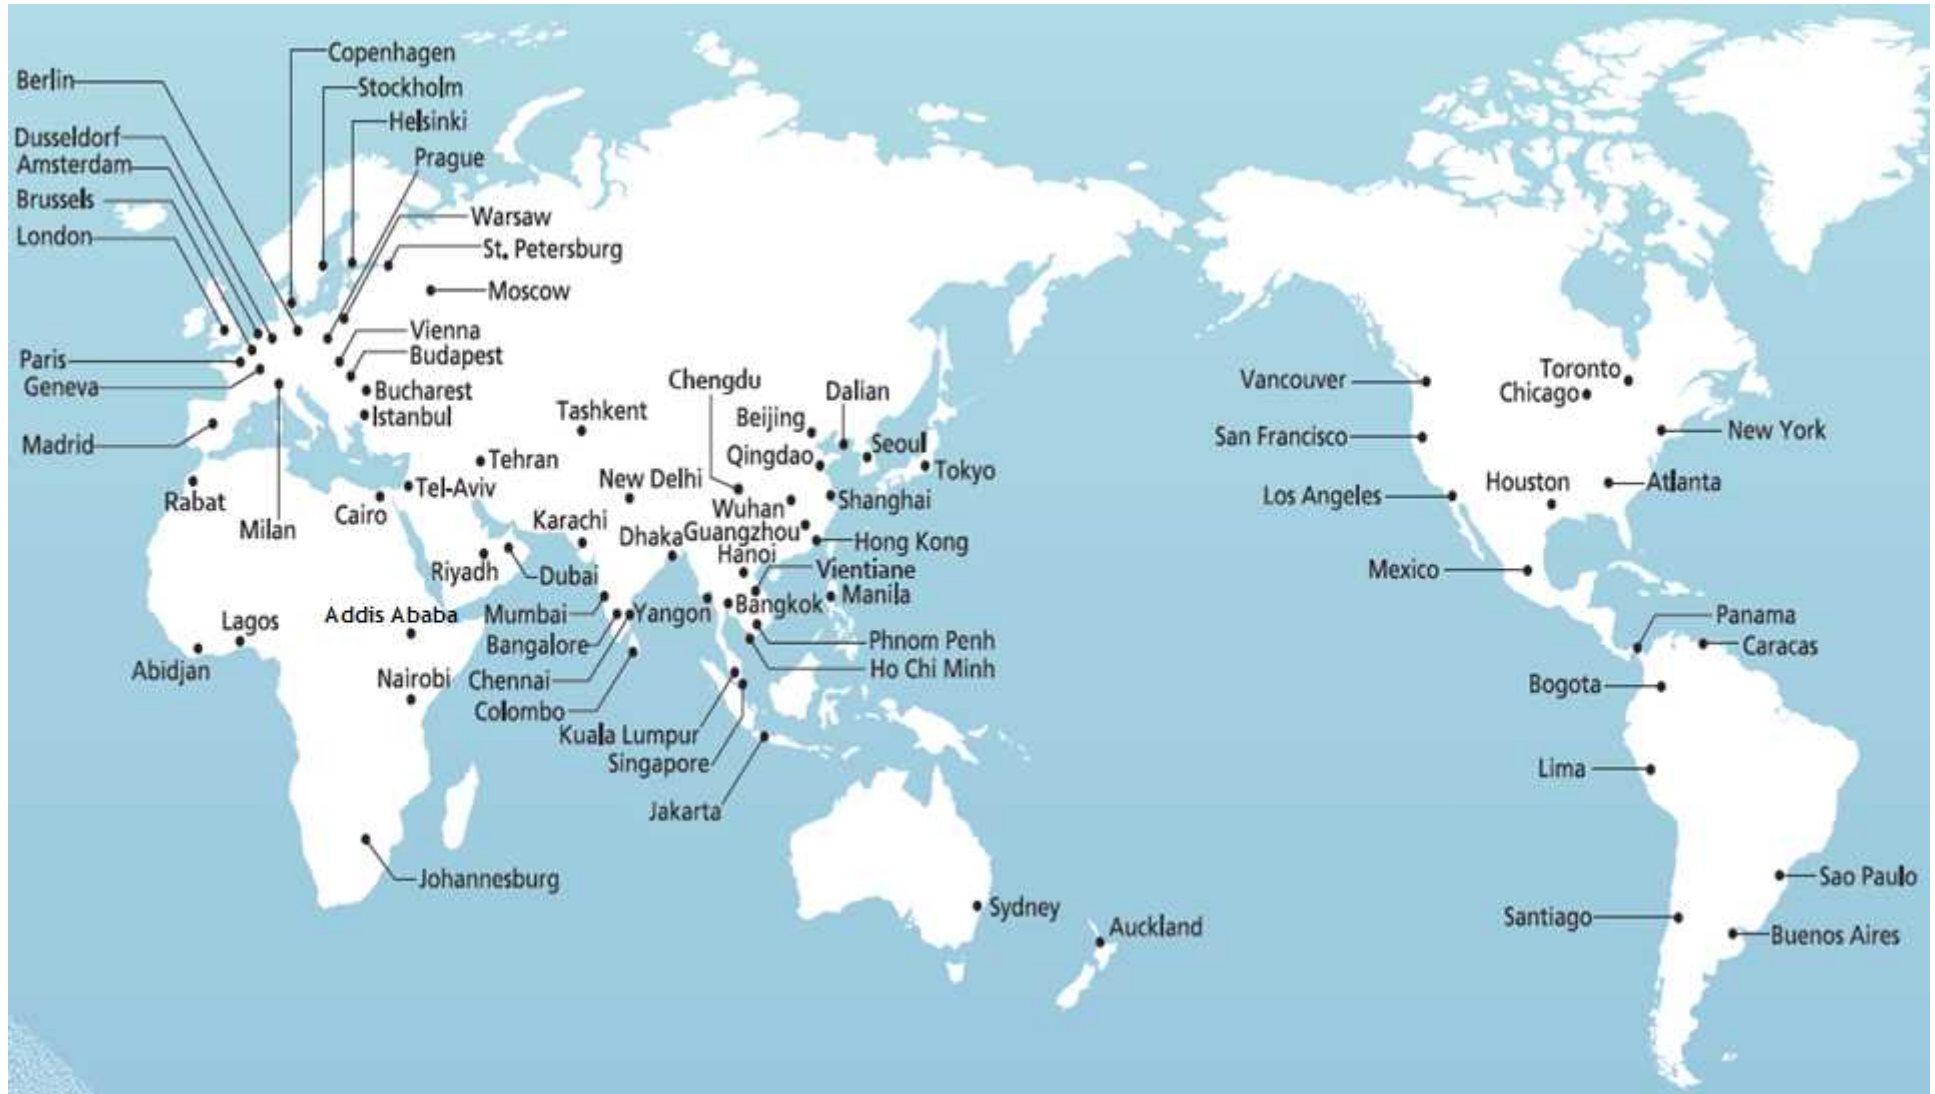 Copenhagen
Berlin
Stockholm
Helsinki
Dusseldorf
Prague
Amsterdam
Brussels
Warsaw
London
St. Petersburg
Moscow
Vienna
Budapest
Paris
Geneva
Bucharest
Istanbul
Madrid
Chengdu
Dalian
Tashkent
Beijing
Seoul
Qingdao
Tokyo
Tehran
New Delhi
Tel-Aviv
Rabat
Cairo
Milan
Shanghai
Wuhan
Karachi
Dhaka
Guangzhou
Hong Kong
Hanoi
Vientiane
Riyadh
Dubai
Manila
Bangkok
Addis Ababa
Mumbai
Yangon
Lagos
Bangalore
Phnom Penh
Ho Chi Minh
Abidjan
Nairobi
Chennai
Colombo
Kuala Lumpur
Singapore
Jakarta
Johannesburg
Sydney
Auckland
Vancouver
Toronto
Chicago
San Francisco
New York
Houston
Atlanta
Los Angeles
Mexico
Panama
Caracas
Bogota
Lima
Sao Paulo
Santiago
Buenos Aires